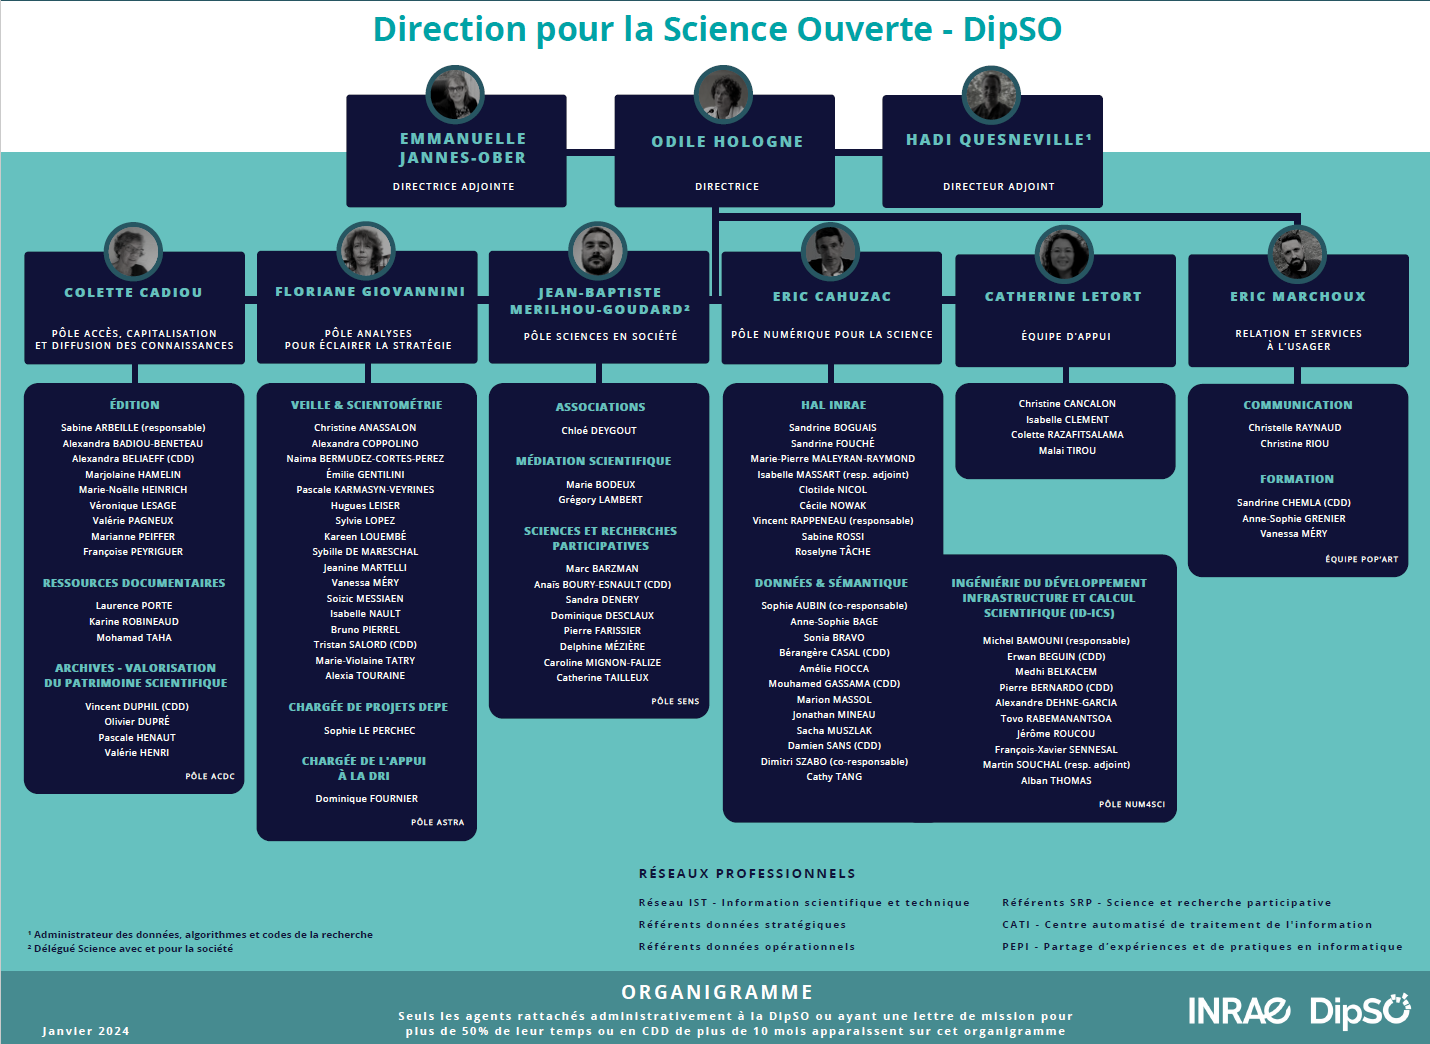 Direction pour la Science Ouverte - DipSO
EMMANUELLE
JANNES-OBER
DIRECTRICE ADJOINTE
ODILE HOLOGNE
DIRECTRICE
HADI QUESNEVILLE¹
DIRECTEUR ADJOINT
COLETTE CADIOU
PÔLE ACCÈS, CAPITALISATION
ET DIFFUSION DES CONNAISSANCES
FLORIANE GIOVANNINI
PÔLE ANALYSES
POUR ÉCLAIRER LA STRATÉGIE
JEAN-BAPTISTE
MERILHOU-GOUDARD²
PÔLE SCIENCES EN SOCIÉTÉ
ERIC CAHUZAC
PÔLE NUMÉRIQUE POUR LA SCIENCE
CATHERINE LETORT
ÉQUIPE D'APPUI
ERIC MARCHOUX
RELATION ET SERVICES
À L'USAGER
ÉDITION
Sabine ARBEILLE (responsable)
Alexandra BADIOU-BENETEAU
Alexandra BELIAEFF (CDD)
Marjolaine HAMELIN
Marie-Noëlle HEINRICH
Véronique LESAGE
Valérie PAGNEUX
Marianne PEIFFER
Françoise PEYRIGUER
RESSOURCES DOCUMENTAIRES
Laurence PORTE
Karine ROBINEAUD
Mohamad TAHA
ARCHIVES - VALORISATION
DU PATRIMOINE SCIENTIFIQUE
Vincent DUPHIL (CDD)
Olivier DUPRÉ
Pascale HENAUT
Valérie HENRI
PÔLE ACDC
VEILLE & SCIENTOMÉTRIE
Christine ANASSALON
Alexandra COPPOLINO
Naima BERMUDEZ-CORTES-PEREZ
Émilie GENTILINI
Pascale KARMASYN-VEYRINES
Hugues LEISER
Sylvie LOPEZ
Kareen LOUEMBÉ
Sybille DE MARESCHAL
Jeanine MARTELLI
Vanessa MÉRY
Soizic MESSIAEN
Isabelle NAULT
Bruno PIERREL
Tristan SALORD (CDD)
Marie-Violaine TATRY
Alexia TOURAINE
CHARGÉE DE PROJETS DEPE
Sophie LE PERCHEC
CHARGÉE DE L'APPUI
À LA DRI
Dominique FOURNIER
PÔLE ASTRA
ASSOCIATIONS
Chloé DEYGOUT
MÉDIATION SCIENTIFIQUE
Marie BODEUX
Grégory LAMBERT
SCIENCES ET RECHERCHES
PARTICIPATIVES
Marc BARZMAN
Anaïs BOURY-ESNAULT (CDD)
Sandra DENERY
Dominique DESCLAUX
Pierre FARISSIER
Delphine MÉZIÈRE
Caroline MIGNON-FALIZE
Catherine TAILLEUX
PÔLE SENS
HAL INRAE
Sandrine BOGUAIS
Sandrine FOUCHÉ
Marie-Pierre MALEYRAN-RAYMOND
Isabelle MASSART (resp. adjoint)
Clotilde NICOL
Cécile NOWAK
Vincent RAPPENEAU (responsable)
Sabine ROSSI
Roselyne TÂCHE
DONNÉES & SÉMANTIQUE
Sophie AUBIN (co-responsable)
Anne-Sophie BAGE
Sonia BRAVO
Bérangère CASAL (CDD)
Amélie FIOCCA
Mouhamed GASSAMA (CDD)
Marion MASSOL
Jonathan MINEAU
Sacha MUSZLAK
Damien SANS (CDD)
Dimitri SZABO (co-responsable)
Cathy TANG
INGÉNIÉRIE DU DÉVELOPPEMENT
INFRASTRUCTURE ET CALCUL
SCIENTIFIQUE (ID-ICS)
Michel BAMOUNI (responsable)
Erwan BEGUIN (CDD)
Medhi BELKACEM
Pierre BERNARDO (CDD)
Alexandre DEHNE-GARCIA
Tovo RABEMANANTSOA
Jérôme ROUCOU
François-Xavier SENNESAL
Martin SOUCHAL (resp. adjoint)
Alban THOMAS
PÔLE NUM4SCI
Christine CANCALON
Isabelle CLEMENT
Colette RAZAFITSALAMA
Malai TIROU
COMMUNICATION
Christelle RAYNAUD
Christine RIOU
FORMATION
Sandrine CHEMLA (CDD)
Anne-Sophie GRENIER
Vanessa MÉRY
ÉQUIPE POP'ART
RÉSEAUX PROFESSIONNELS
Réseau IST - Information scientifique et technique
Référents données stratégiques
Référents données opérationnels
Référents SRP - Science et recherche participative
CATI - Centre automatisé de traitement de l'information
PEPI - Partage d'expériences et de pratiques en informatique
¹ Administrateur des données, algorithmes et codes de la recherche
² Délégué Science avec et pour la société
ORGANIGRAMME
Seuls les agents rattachés administrativement à la DipSO ou ayant une lettre de mission pour
plus de 50% de leur temps ou en CDD de plus de 10 mois apparaissent sur cet organigramme
Janvier 2024
INRAE DipSO